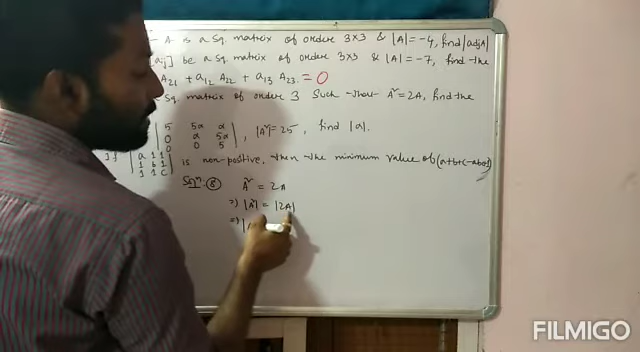 A is a sq. matrix of order 3×3 & |A| = -4, find |adjA|
[aij] be a sq. matrix of order 3×3 & |A| = -7, find the
A21 + a12 A22 + a13 A23. = 0
sq. matrix of order 3 such that A² = 2A, find the
| 5 5α α |
| 0 α 5α | , |A²| = 25, find |α|.
| 0 0 5 |
If | a 1 1 |
| 1 b 1 | is non-positive, then the minimum value of
| 1 1 c |
Soln. 8 A² = 2A
⇒ |A²| = |2A|
⇒ |
FILMIGO